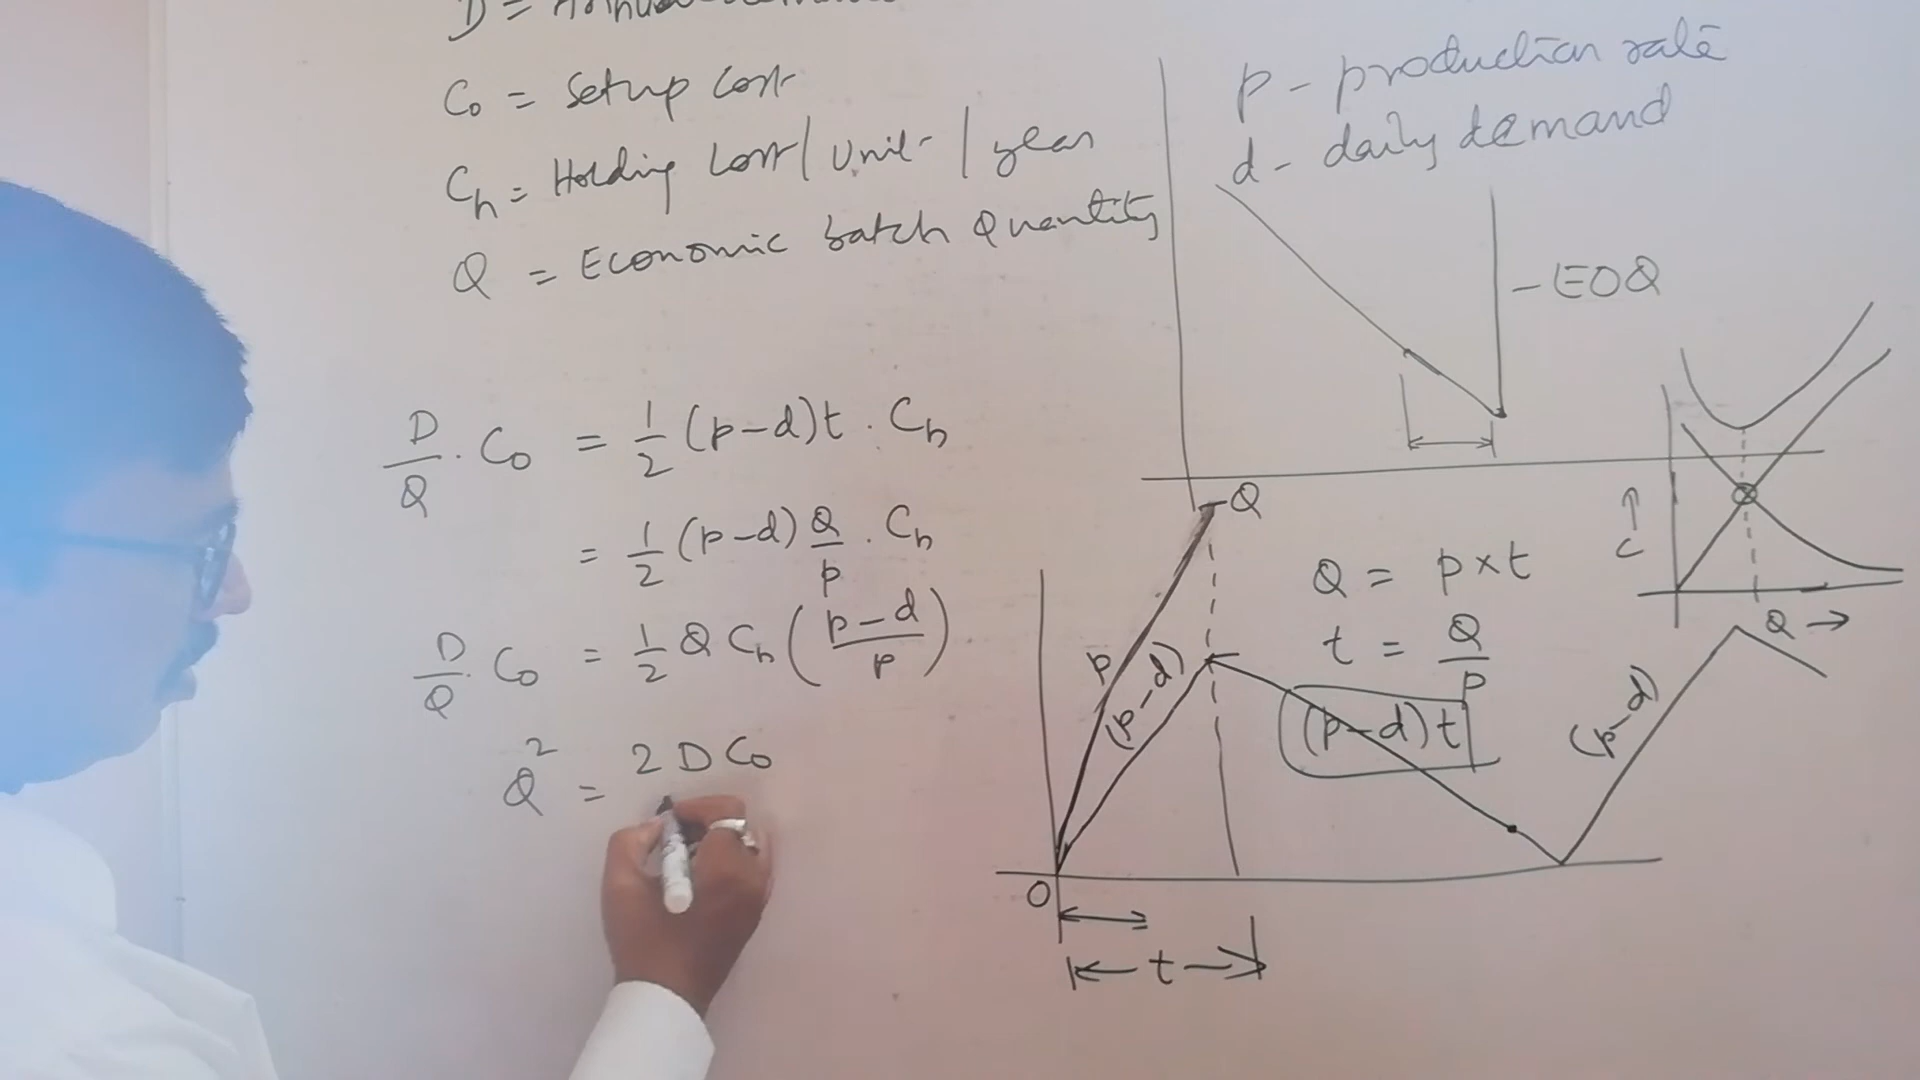 D =
C₀ = Setup Cost
Cₕ = Holding Cost / Unit / year
Q = Economic batch Quantity
D/Q · C₀ = 1/2 (p-d)t · Cₕ
= 1/2 (p-d) Q/p · Cₕ
D/Q · C₀ = 1/2 Q Cₕ ((p-d)/p)
Q² = 2DC₀
p - production rate
d - daily demand
- EOQ
C →
Q →
Q
p
(p-d)
Q = p×t
t = Q/p
(p-d)t
(p-d)
O
t